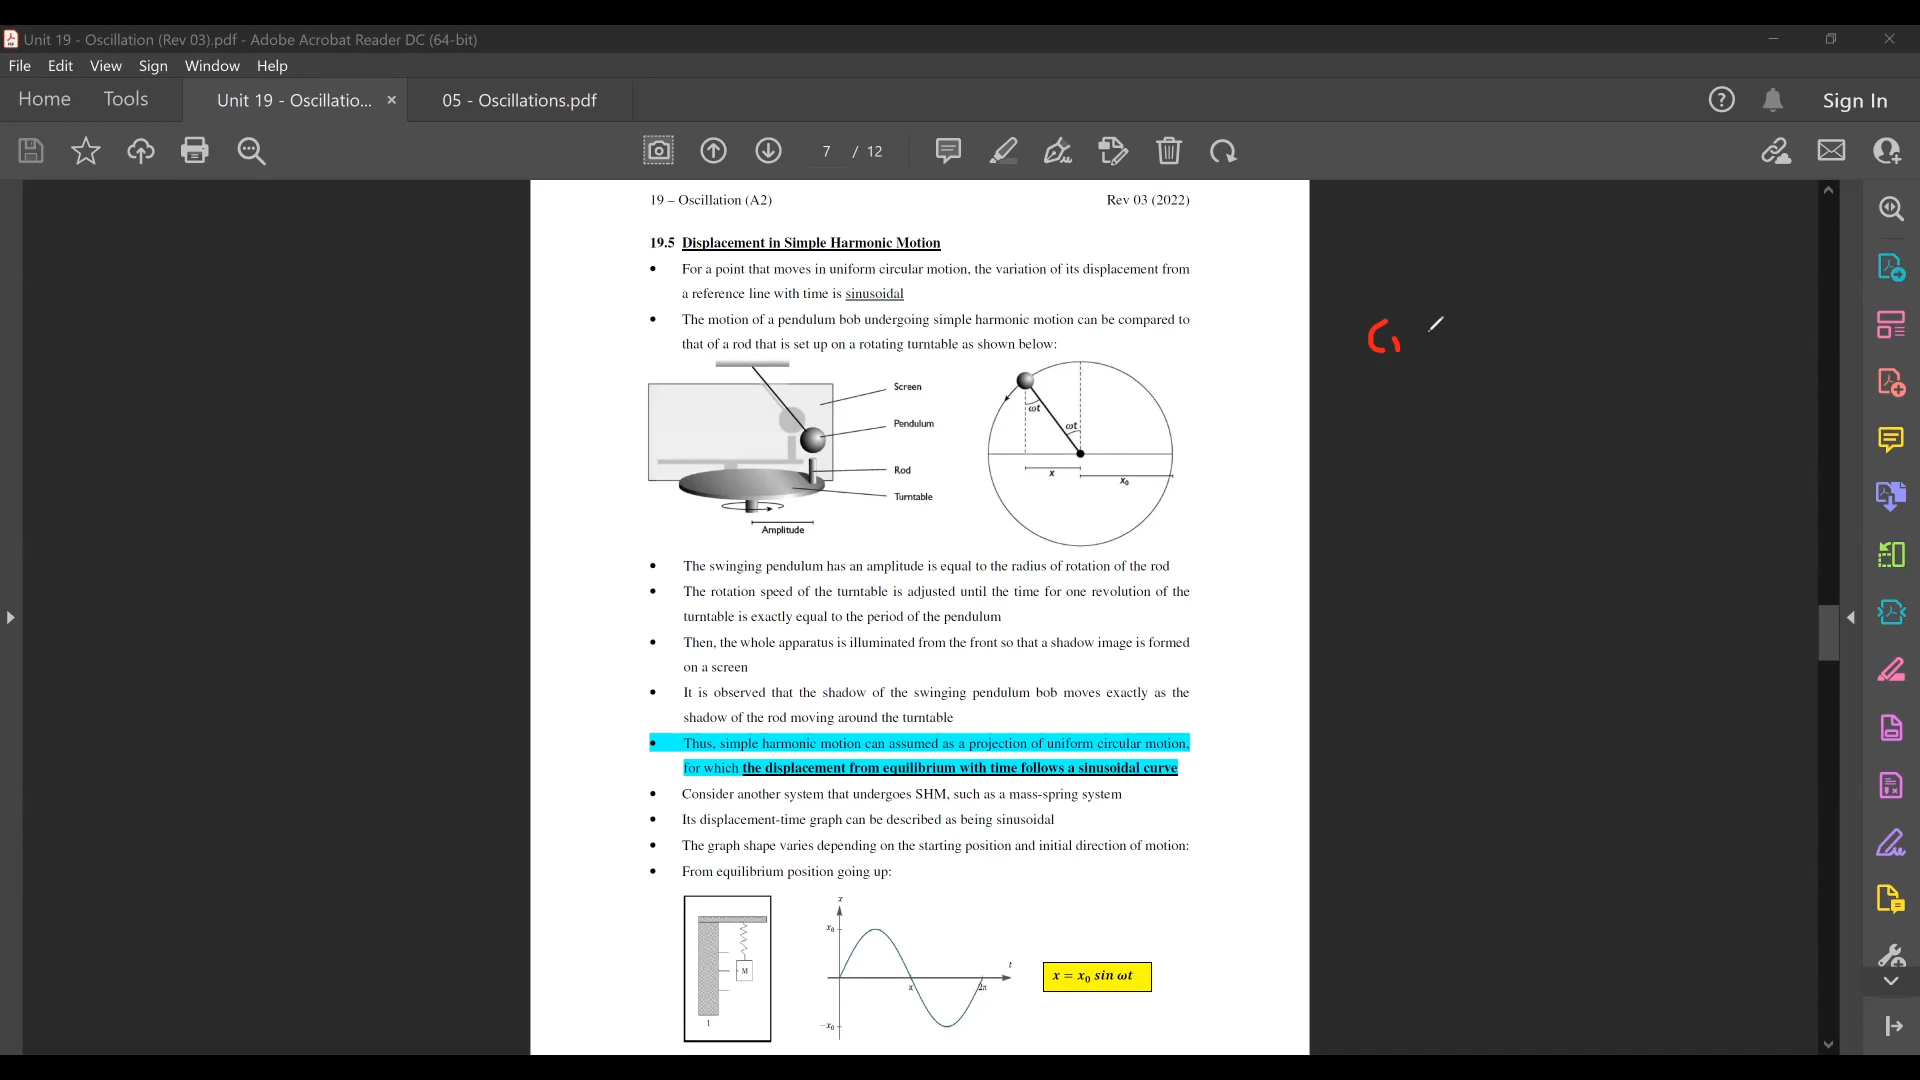 Unit 19 - Oscillation (Rev 03).pdf - Adobe Acrobat Reader DC (64-bit)
File Edit View Sign Window Help
Home Tools Unit 19 - Oscillatio... × 05 - Oscillations.pdf Sign In
7 / 12
19 – Oscillation (A2) Rev 03 (2022)
19.5 Displacement in Simple Harmonic Motion
• For a point that moves in uniform circular motion, the variation of its displacement from
a reference line with time is sinusoidal
• The motion of a pendulum bob undergoing simple harmonic motion can be compared to
that of a rod that is set up on a rotating turntable as shown below:
Screen
Pendulum
Rod
Turntable
Amplitude
ωt
ωt
x
x₀
• The swinging pendulum has an amplitude is equal to the radius of rotation of the rod
• The rotation speed of the turntable is adjusted until the time for one revolution of the
turntable is exactly equal to the period of the pendulum
• Then, the whole apparatus is illuminated from the front so that a shadow image is formed
on a screen
• It is observed that the shadow of the swinging pendulum bob moves exactly as the
shadow of the rod moving around the turntable
• Thus, simple harmonic motion can assumed as a projection of uniform circular motion,
for which the displacement from equilibrium with time follows a sinusoidal curve
• Consider another system that undergoes SHM, such as a mass-spring system
• Its displacement-time graph can be described as being sinusoidal
• The graph shape varies depending on the starting position and initial direction of motion:
• From equilibrium position going up:
M
1
x
x₀
t
π
2π
−x₀
x = x₀ sin ωt